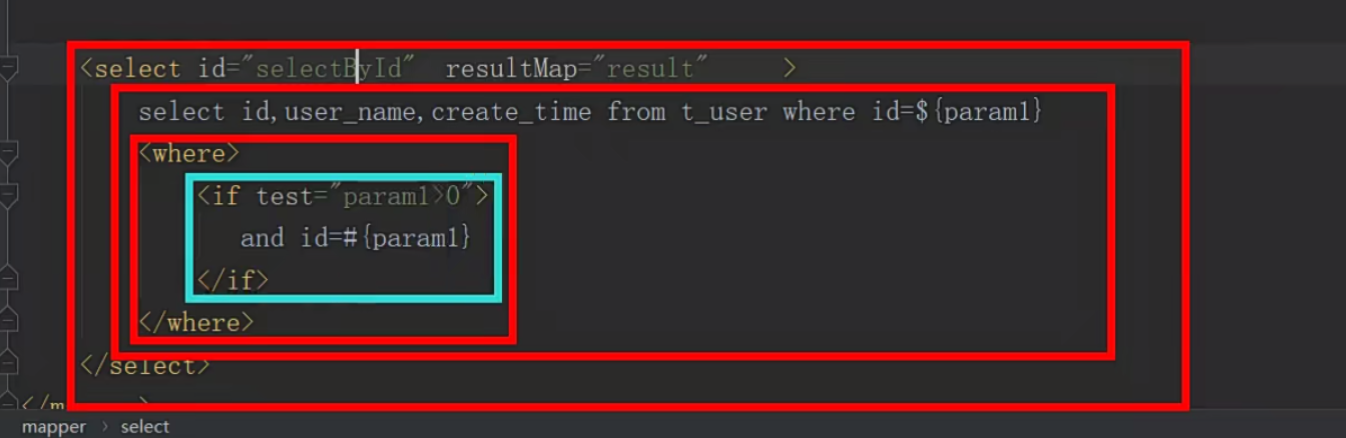 <select id="selectById" resultMap="result" >
select id,user_name,create_time from t_user where id=${param1}
<where>
<if test="param1>0">
and id=#{param1}
</if>
</where>
</select>
mapper > select